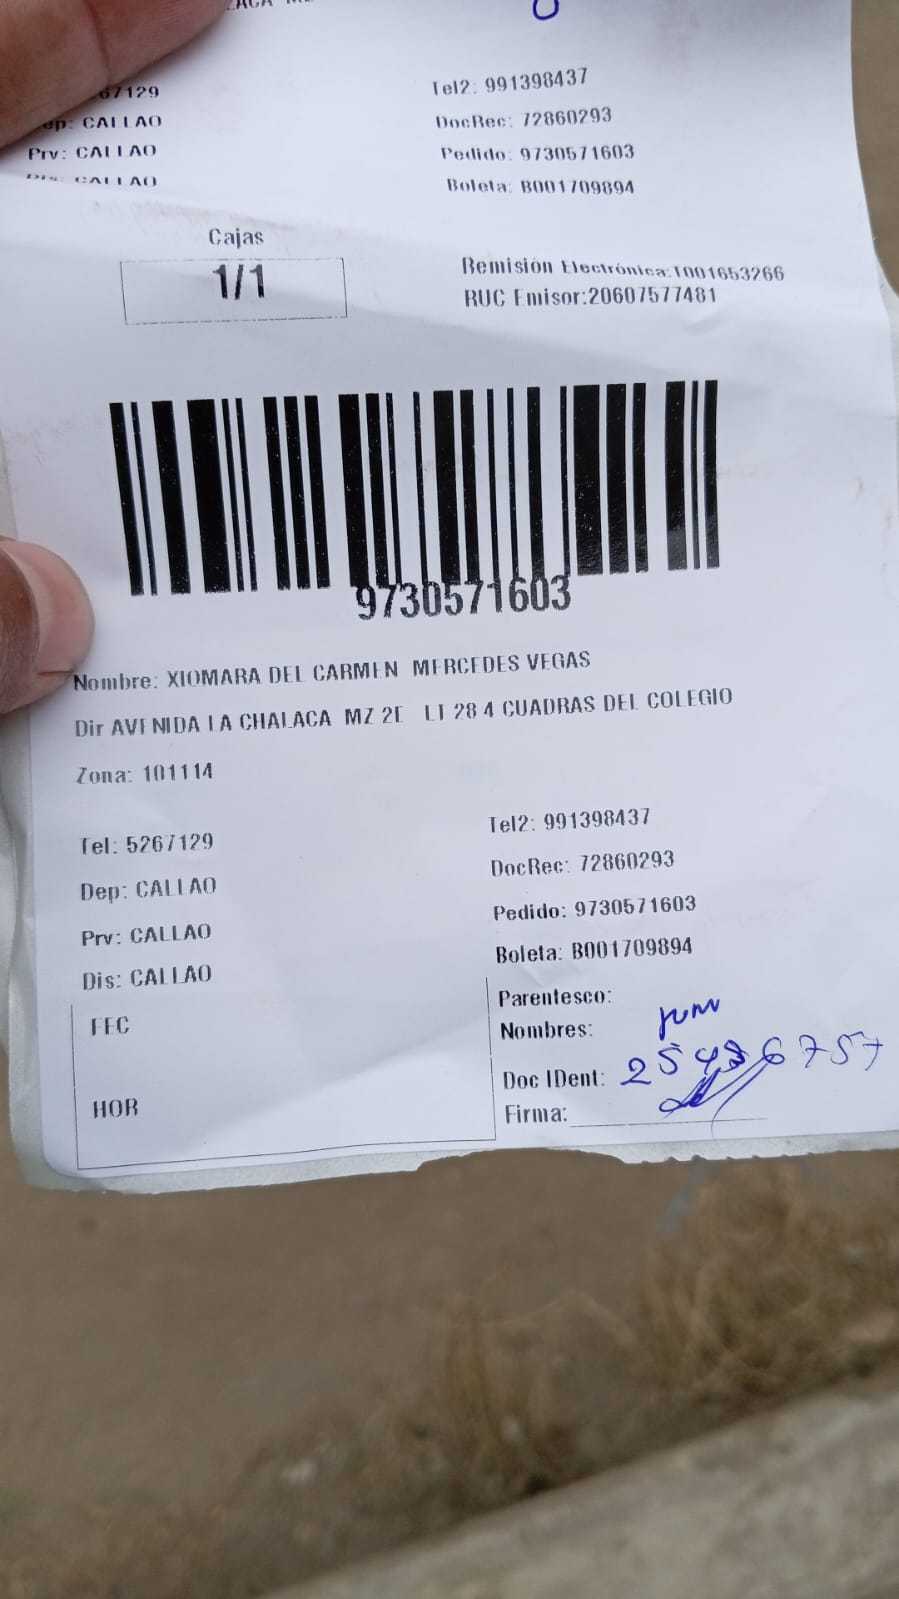 67129
Tel2: 991398437
Dep: CALLAO
DocRec: 72860293
Prv: CALLAO
Pedido: 9730571603
Dis: CALLAO
Boleta: B001709894
Cajas
1/1
Remisión Electrónica:T001653266
RUC Emisor:20607577481
9730571603
Nombre: XIOMARA DEL CARMEN MERCEDES VEGAS
Dir AVENIDA LA CHALACA MZ 2E LT 28 4 CUADRAS DEL COLEGIO
Zona: 101114
Tel: 5267129
Tel2: 991398437
Dep: CALLAO
DocRec: 72860293
Prv: CALLAO
Pedido: 9730571603
Dis: CALLAO
Boleta: B001709894
FEC
Parentesco:
Nombres:
Doc IDent:
HOR
Firma: